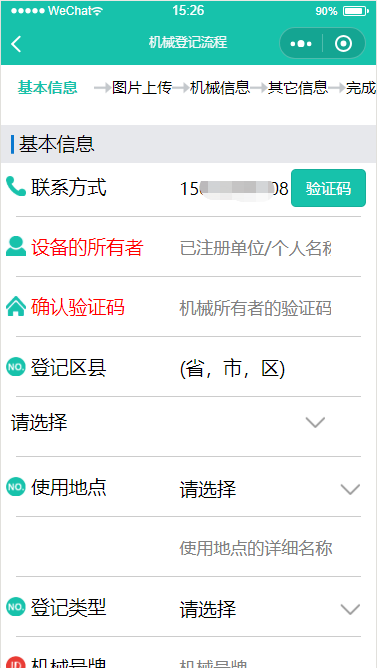 WeChat 15:26 90%
机械登记流程
基本信息 图片上传 机械信息 其它信息 完成
基本信息
联系方式 15 08 验证码
设备的所有者 已注册单位/个人名称
确认验证码 机械所有者的验证码
NO. 登记区县 (省，市，区)
请选择
NO. 使用地点 请选择
使用地点的详细名称
NO. 登记类型 请选择
ID 机械品牌 机械品牌